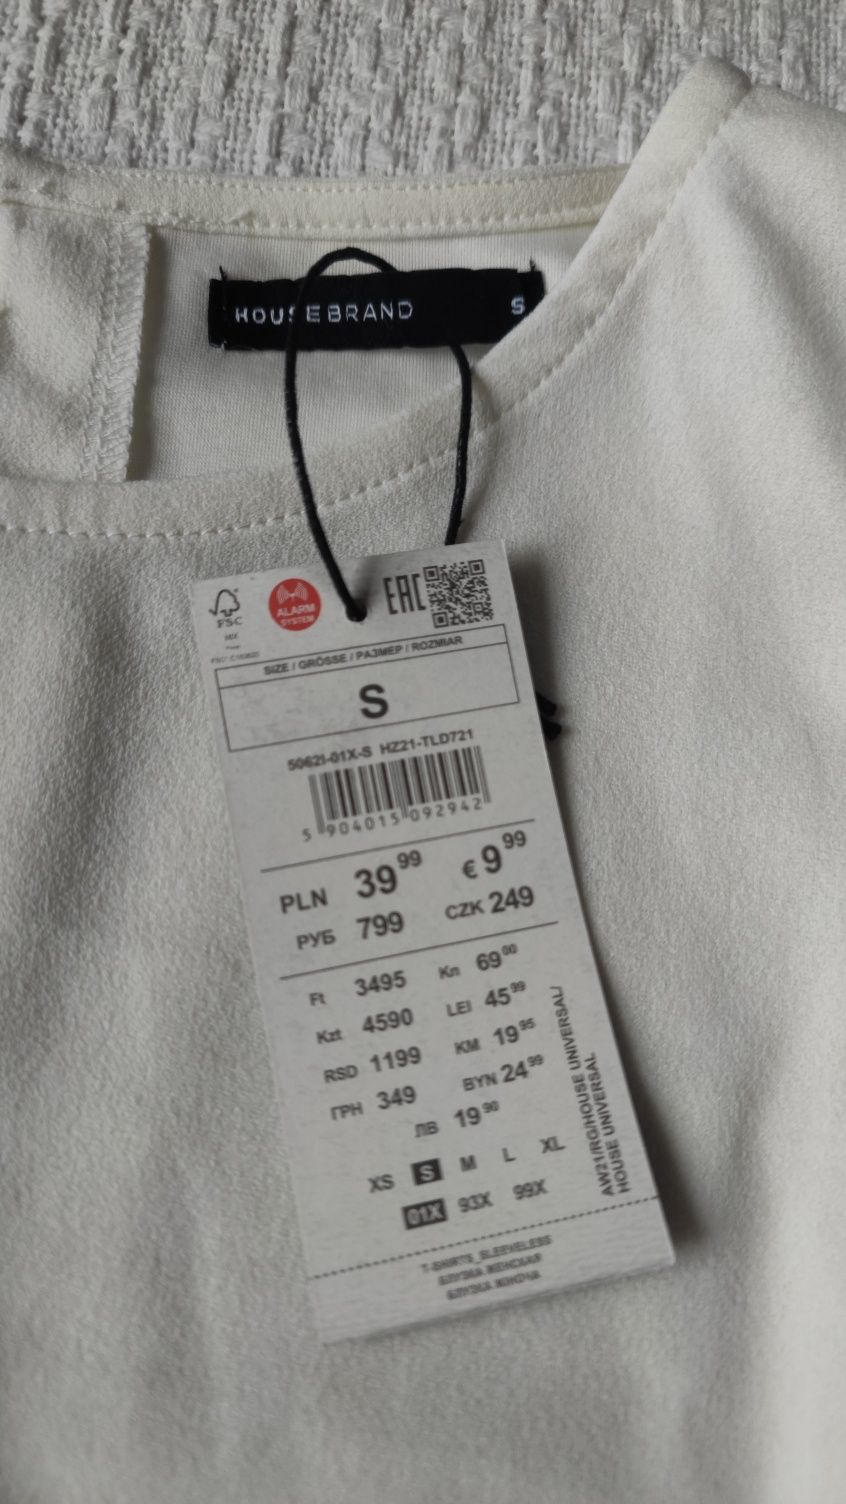 HOUSEBRAND S
FSC
MIX
ALARM
SYSTEM
EAC
SIZE / GRÖSSE / РАЗМЕР / ROZMIAR
S
5062I-01X-S HZ21-TLD721
5 904015 092942
PLN 39 99 € 9 99
РУБ 799 CZK 249
Ft 3495 Kn 69 00
Kzt 4590 LEI 45 99
RSD 1199 KM 19 95
ГРН 349 BYN 24 99
ЛВ 19 90
XS S M L XL
01X 93X 99X
AW21/RG/HOUSE UNIVERSAL/
HOUSE UNIVERSAL
T-SHIRTS_SLEEVELESS
БЛУЗКА ЖЕНСКАЯ
БЛУЗКА ЖІНОЧА